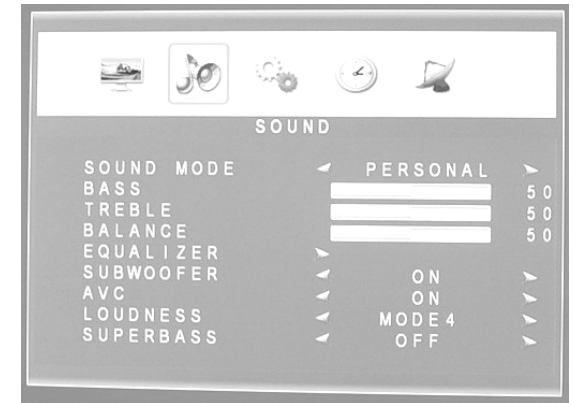 SOUND
SOUND MODE PERSONAL
BASS 50
TREBLE 50
BALANCE 50
EQUALIZER
SUBWOOFER ON
AVC ON
LOUDNESS MODE4
SUPERBASS OFF